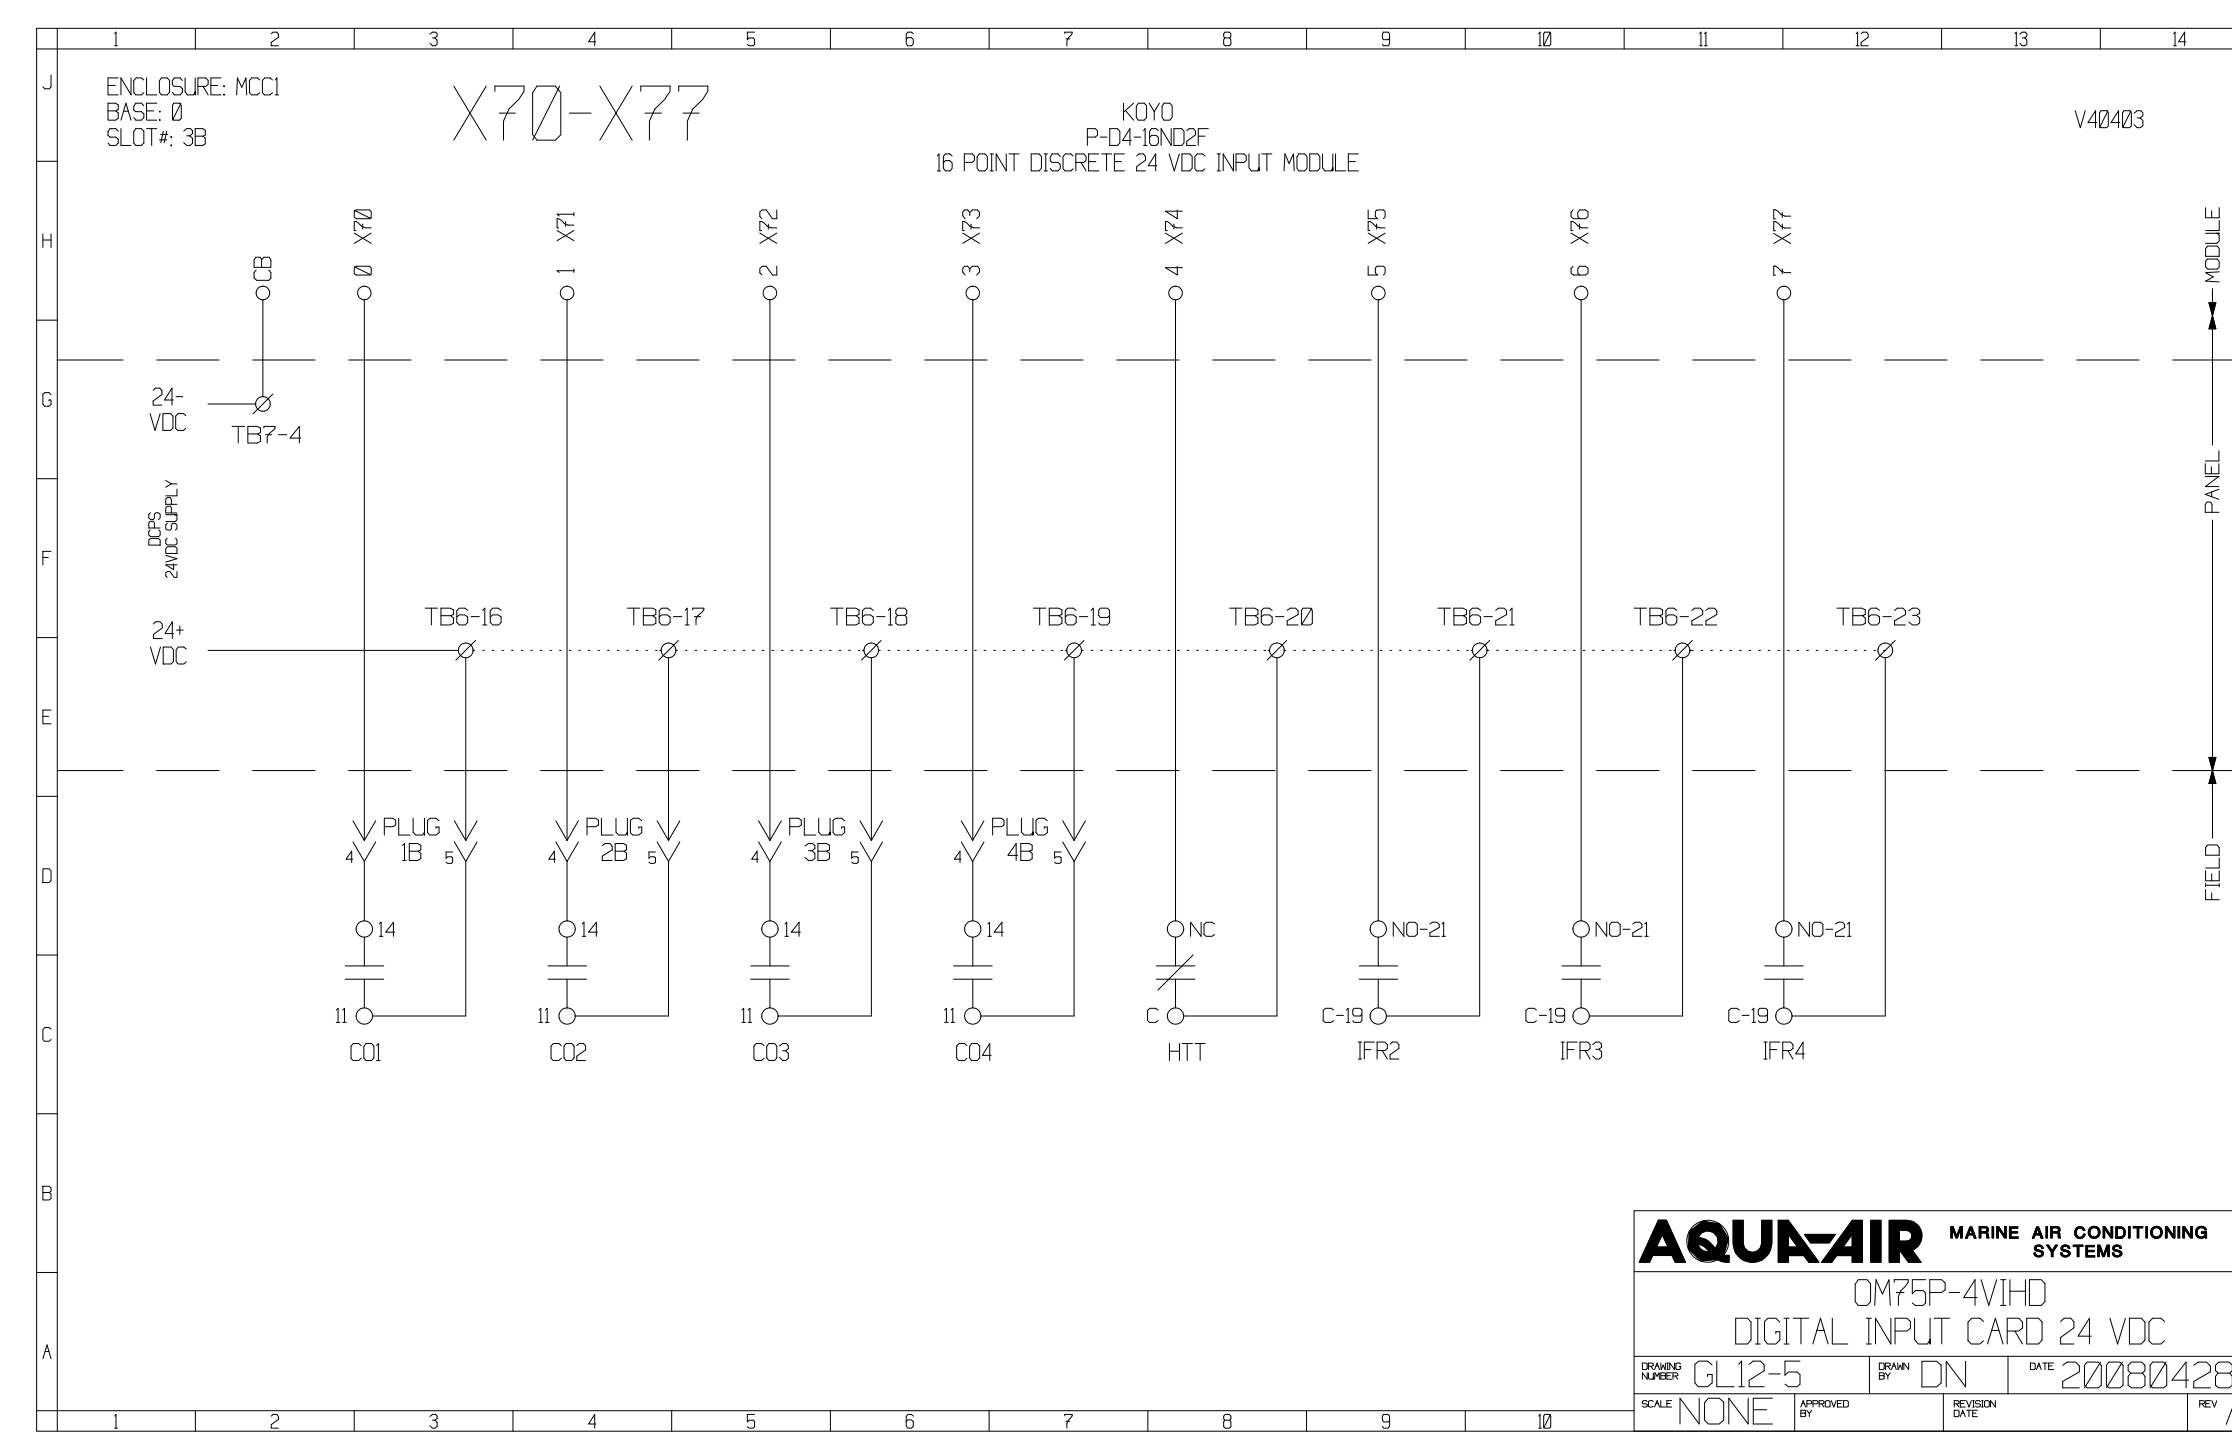 1 2 3 4 5 6 7 8 9 10 11 12 13 14
J
ENCLOSURE: MCC1
BASE: 0
SLOT#: 3B
X70-X77
KOYO
P-D4-16ND2F
16 POINT DISCRETE 24 VDC INPUT MODULE
V40403
H
CB
0 X70
1 X71
2 X72
3 X73
4 X74
5 X75
6 X76
7 X77
MODULE
G
24-
VDC
TB7-4
PANEL
DCPS
24VDC SUPPLY
F
24+
VDC
TB6-16 TB6-17 TB6-18 TB6-19 TB6-20 TB6-21 TB6-22 TB6-23
E
PLUG PLUG PLUG PLUG
4 1B 5 4 2B 5 4 3B 5 4 4B 5
D
FIELD
14 14 14 14 NC NO-21 NO-21 NO-21
11 11 11 11 C C-19 C-19 C-19
C
CO1 CO2 CO3 CO4 HTT IFR2 IFR3 IFR4
B
AQUA-AIR
MARINE AIR CONDITIONING
SYSTEMS
OM75P-4VIHD
DIGITAL INPUT CARD 24 VDC
A
DRAWING
NUMBER
GL12-5
DRAWN
BY
DN
DATE
20080428
SCALE
NONE
APPROVED
BY
REVISION
DATE
REV
1 2 3 4 5 6 7 8 9 10